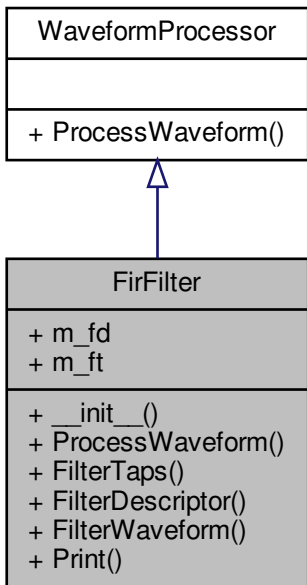 WaveformProcessor
+ ProcessWaveform()
FirFilter
+ m_fd
+ m_ft
+ __init__()
+ ProcessWaveform()
+ FilterTaps()
+ FilterDescriptor()
+ FilterWaveform()
+ Print()